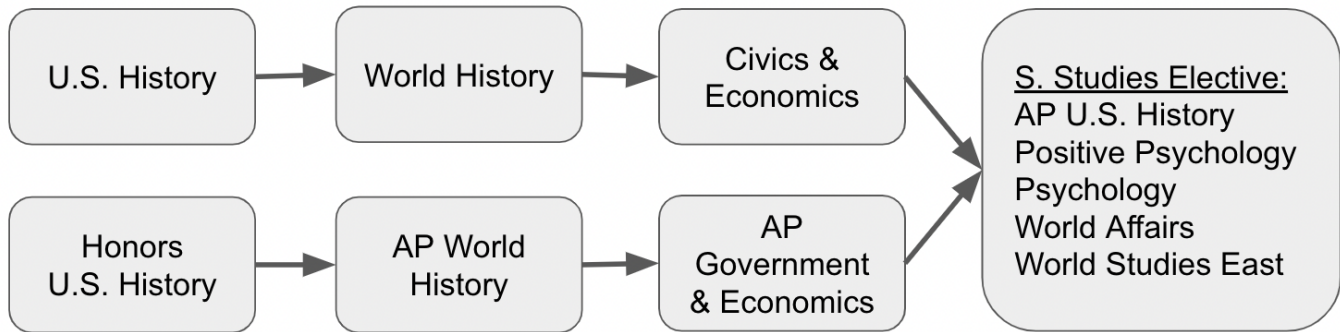 U.S. History
World History
Civics &
Economics
S. Studies Elective:
AP U.S. History
Positive Psychology
Psychology
World Affairs
World Studies East
Honors
U.S. History
AP World
History
AP
Government
& Economics